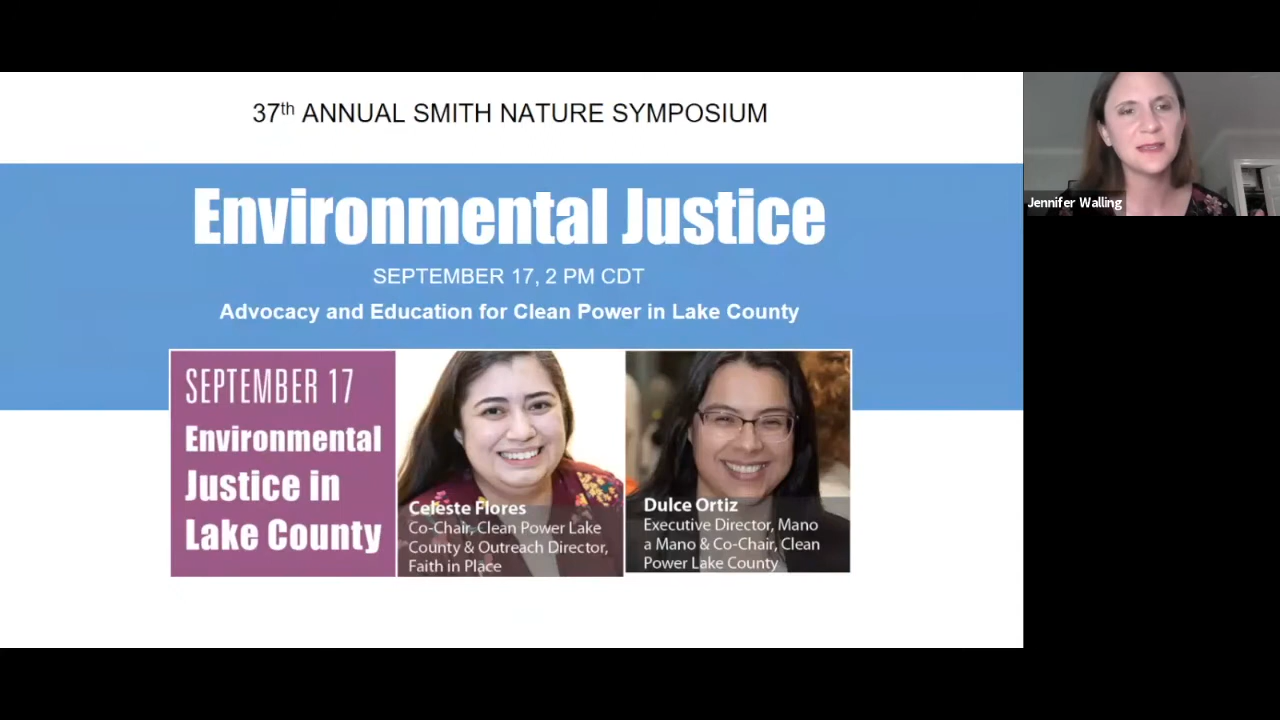 37th ANNUAL SMITH NATURE SYMPOSIUM
Environmental Justice
SEPTEMBER 17, 2 PM CDT
Advocacy and Education for Clean Power in Lake County
SEPTEMBER 17
Environmental
Justice in
Lake County
Celeste Flores
Co-Chair, Clean Power Lake
County & Outreach Director,
Faith in Place
Dulce Ortiz
Executive Director, Mano
a Mano & Co-Chair, Clean
Power Lake County
Jennifer Walling